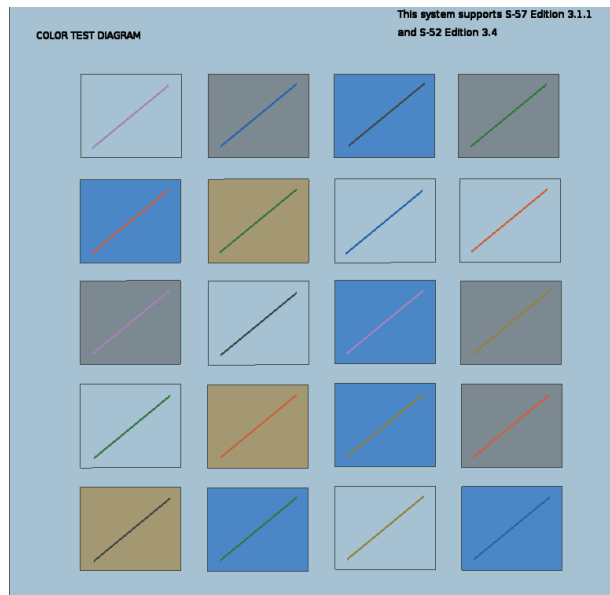 This system supports S-57 Edition 3.1.1
COLOR TEST DIAGRAM
and S-52 Edition 3.4